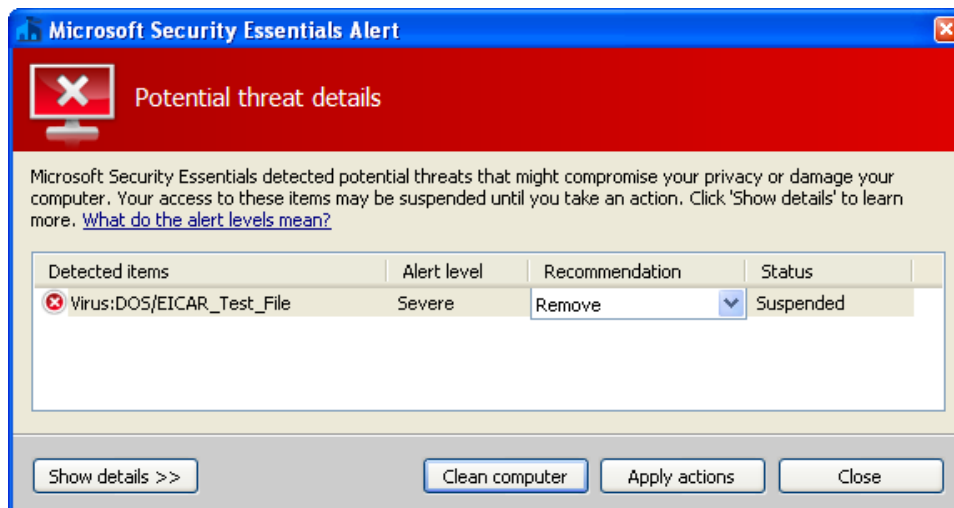 Microsoft Security Essentials Alert
Potential threat details
Microsoft Security Essentials detected potential threats that might compromise your privacy or damage your
computer. Your access to these items may be suspended until you take an action. Click 'Show details' to learn
more. What do the alert levels mean?
Detected items Alert level Recommendation Status
Virus:DOS/EICAR_Test_File Severe Remove Suspended
Show details >> Clean computer Apply actions Close